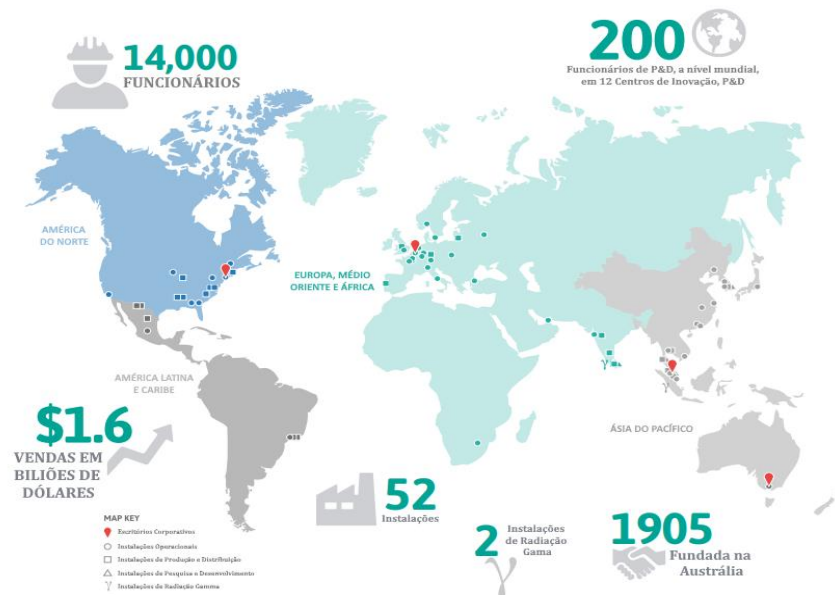 14,000
FUNCIONÁRIOS
200
Funcionários de P&D, a nível mundial,
em 12 Centros de Inovação, P&D
AMÉRICA
DO NORTE
EUROPA, MÉDIO
ORIENTE E ÁFRICA
AMÉRICA LATINA
E CARIBE
ÁSIA DO PACÍFICO
$1.6
VENDAS EM
BILIÕES DE
DÓLARES
MAP KEY
Escritórios Corporativos
Instalações Operacionais
Instalações de Produção e Distribuição
Instalações de Pesquisa e Desenvolvimento
Instalações de Radiação Gamma
52
Instalações
2
Instalações
de Radiação
Gama
1905
Fundada na
Austrália